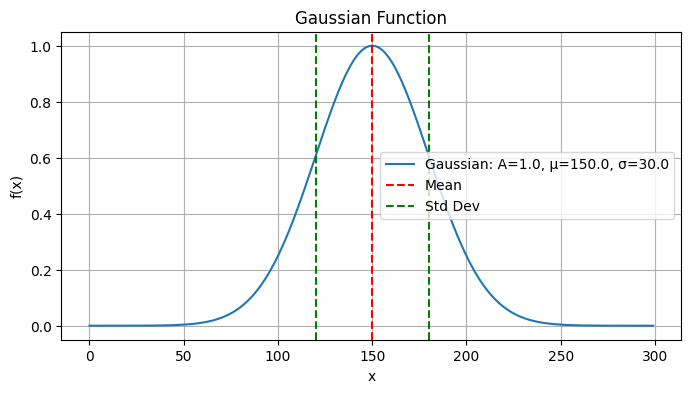 Gaussian Function
1.0
0.8
0.6
0.4
0.2
0.0
f(x)
Gaussian: A=1.0, μ=150.0, σ=30.0
Mean
Std Dev
0 50 100 150 200 250 300
x